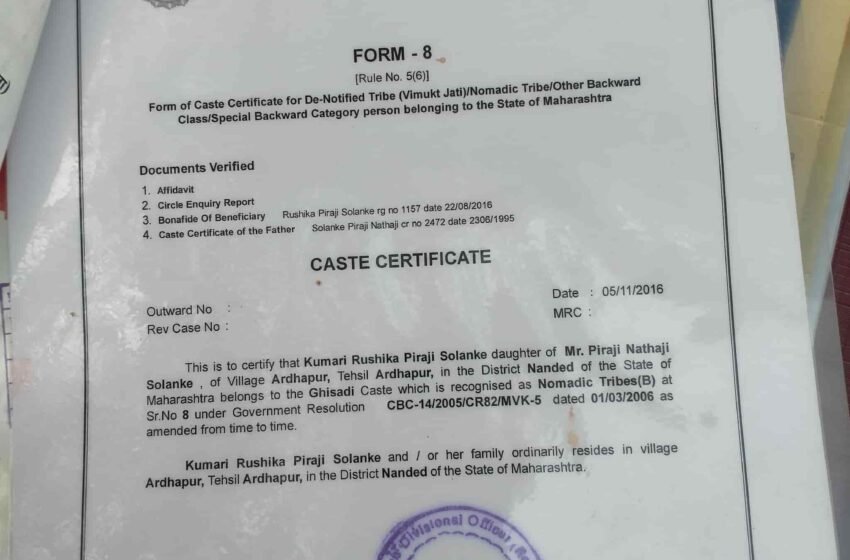 FORM - 8
[Rule No. 5(6)]
Form of Caste Certificate for De-Notified Tribe (Vimukt Jati)/Nomadic Tribe/Other Backward
Class/Special Backward Category person belonging to the State of Maharashtra
Documents Verified
1. Affidavit
2. Circle Enquiry Report
3. Bonafide Of Beneficiary Rushika Piraji Solanke rg no 1157 date 22/08/2016
4. Caste Certificate of the Father Solanke Piraji Nathaji cr no 2472 date 2306/1995
CASTE CERTIFICATE
Outward No :
Date : 05/11/2016
Rev Case No :
MRC :
This is to certify that Kumari Rushika Piraji Solanke daughter of Mr. Piraji Nathaji
Solanke , of Village Ardhapur, Tehsil Ardhapur, in the District Nanded of the State of
Maharashtra belongs to the Ghisadi Caste which is recognised as Nomadic Tribes(B) at
Sr.No 8 under Government Resolution CBC-14/2005/CR82/MVK-5 dated 01/03/2006 as
amended from time to time.
Kumari Rushika Piraji Solanke and / or her family ordinarily resides in village
Ardhapur, Tehsil Ardhapur, in the District Nanded of the State of Maharashtra.
Divisional Officer